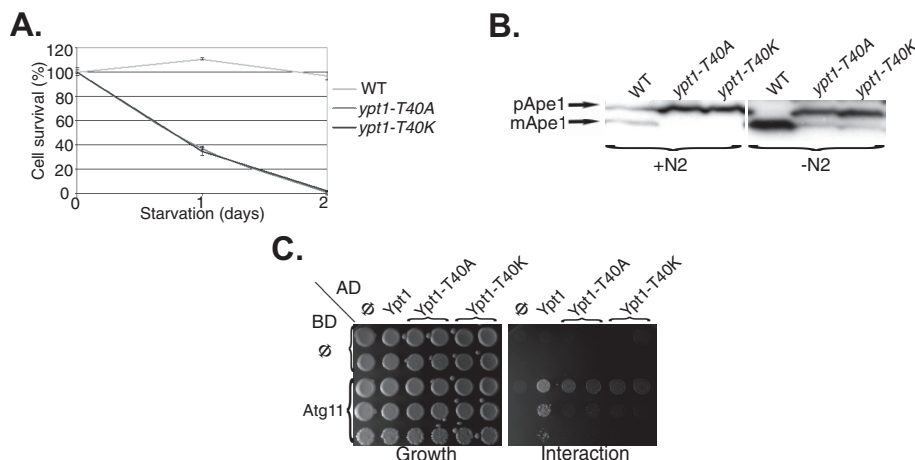 A.
120
100
80
60
40
20
0
Cell survival (%)
0
1
2
Starvation (days)
WT
ypt1-T40A
ypt1-T40K
B.
WT
ypt1-T40A
ypt1-T40K
WT
ypt1-T40A
ypt1-T40K
pApe1
mApe1
+N2
-N2
C.
AD
BD
Ø
Ypt1
Ypt1-T40A
Ypt1-T40K
Ø
Ypt1
Ypt1-T40A
Ypt1-T40K
Ø
Atg11
Growth
Interaction